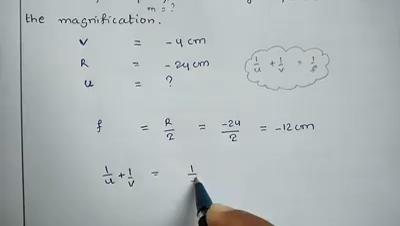 m = ?
the magnification.
v = -4 cm
R = -24 cm
u = ?
1/u + 1/v = 1/f
f = R/2 = -24/2 = -12 cm
1/u + 1/v = 1/